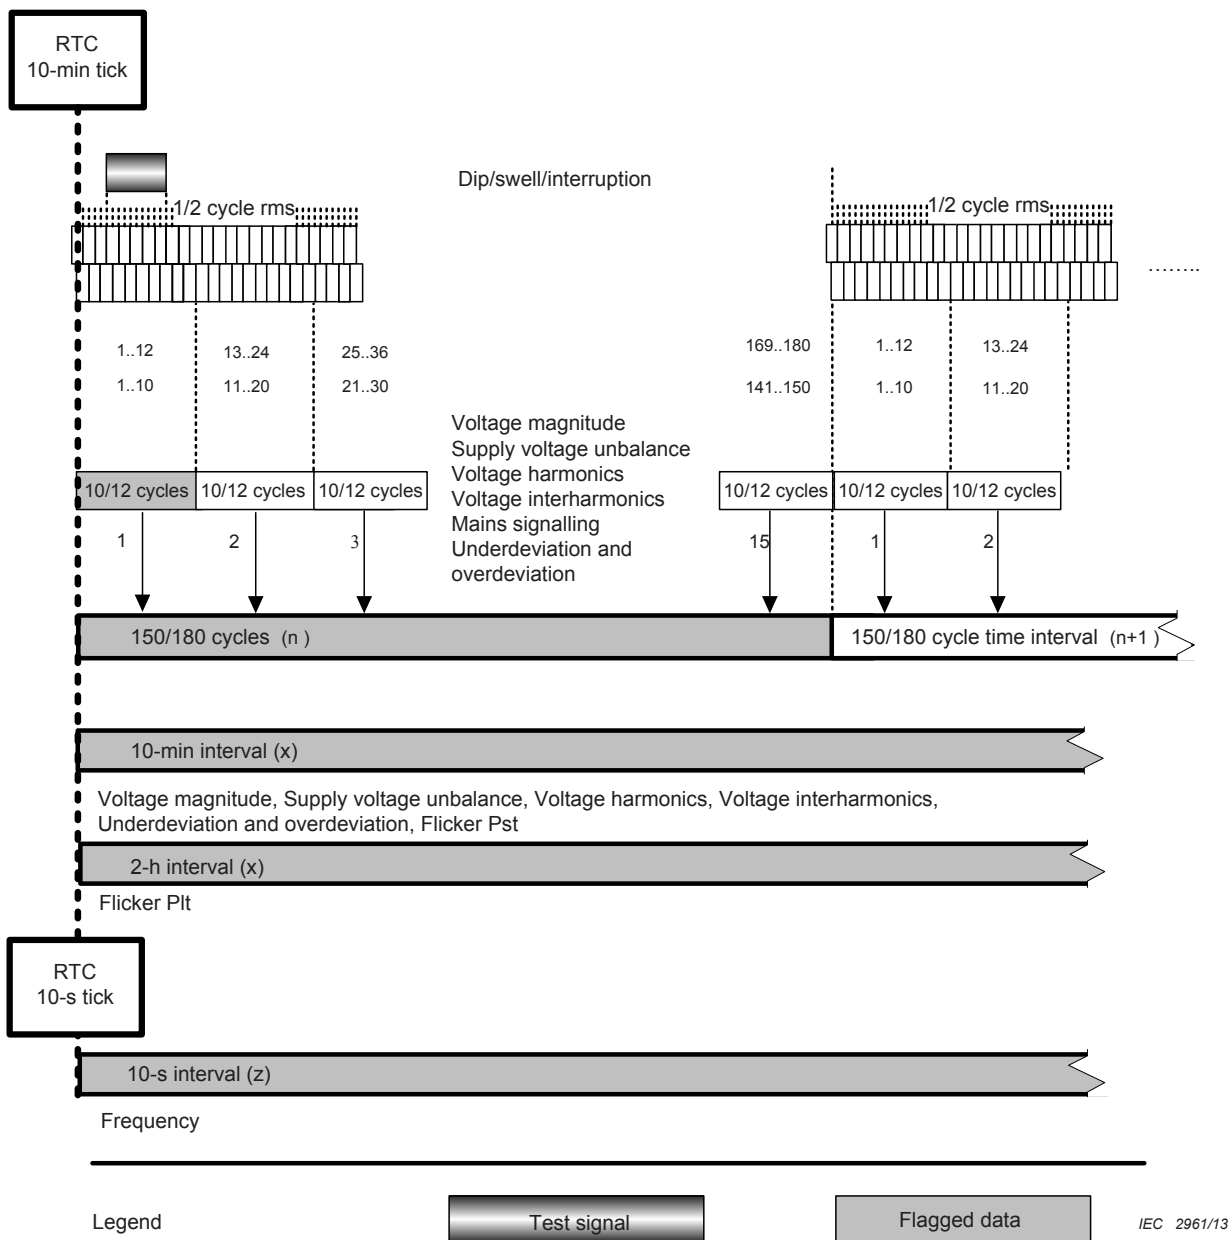 RTC
10-min tick
Dip/swell/interruption
1/2 cycle rms
1/2 cycle rms
........
1..12
13..24
25..36
169..180
1..12
13..24
1..10
11..20
21..30
141..150
1..10
11..20
Voltage magnitude
Supply voltage unbalance
Voltage harmonics
Voltage interharmonics
Mains signalling
Underdeviation and
overdeviation
10/12 cycles
10/12 cycles
10/12 cycles
10/12 cycles
10/12 cycles
10/12 cycles
1
2
3
15
1
2
150/180 cycles (n )
150/180 cycle time interval (n+1 )
10-min interval (x)
Voltage magnitude, Supply voltage unbalance, Voltage harmonics, Voltage interharmonics,
Underdeviation and overdeviation, Flicker Pst
2-h interval (x)
Flicker Plt
RTC
10-s tick
10-s interval (z)
Frequency
Legend
Test signal
Flagged data
IEC 2961/13